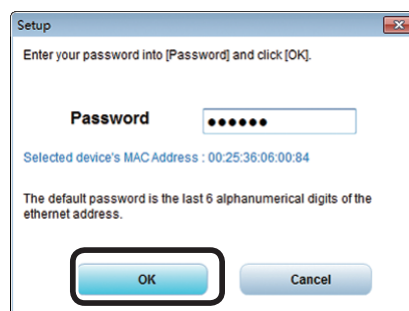 Setup
Enter your password into [Password] and click [OK].
Password ●●●●●●
Selected device's MAC Address : 00:25:36:06:00:84
The default password is the last 6 alphanumerical digits of the
ethernet address.
OK Cancel